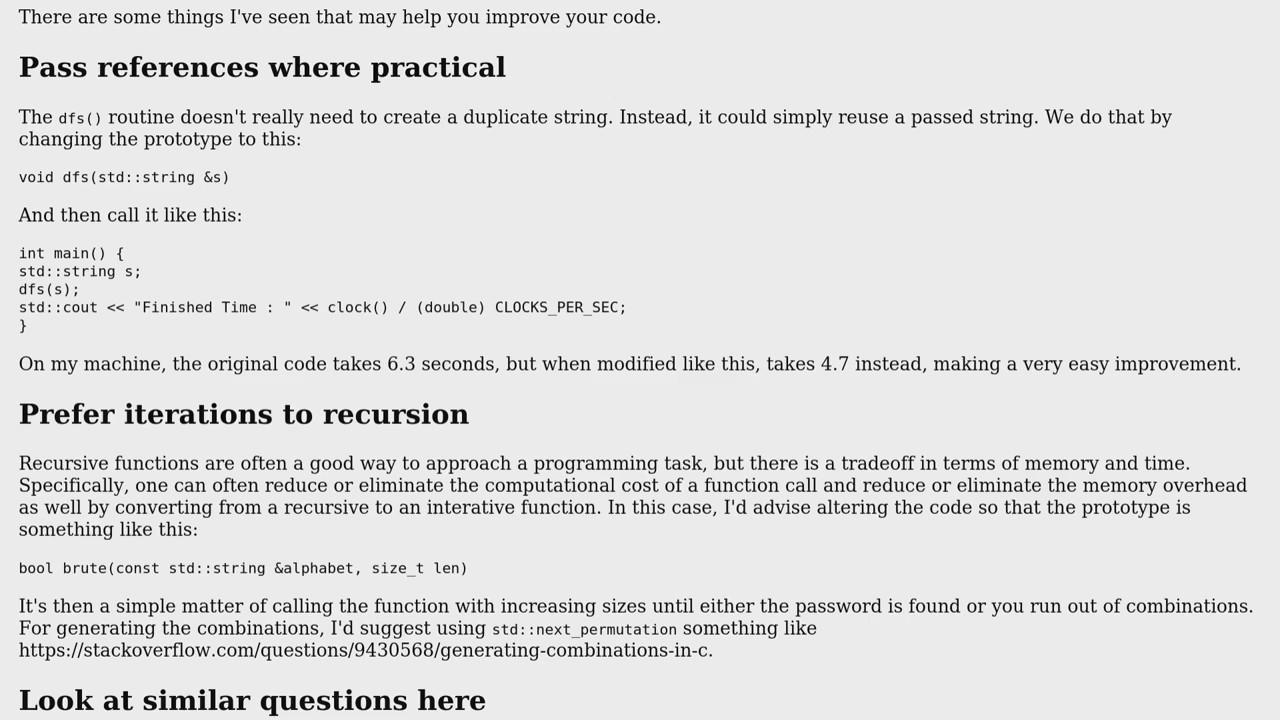 There are some things I've seen that may help you improve your code.
Pass references where practical
The dfs() routine doesn't really need to create a duplicate string. Instead, it could simply reuse a passed string. We do that by
changing the prototype to this:
void dfs(std::string &s)
And then call it like this:
int main() {
std::string s;
dfs(s);
std::cout << "Finished Time : " << clock() / (double) CLOCKS_PER_SEC;
}
On my machine, the original code takes 6.3 seconds, but when modified like this, takes 4.7 instead, making a very easy improvement.
Prefer iterations to recursion
Recursive functions are often a good way to approach a programming task, but there is a tradeoff in terms of memory and time.
Specifically, one can often reduce or eliminate the computational cost of a function call and reduce or eliminate the memory overhead
as well by converting from a recursive to an interative function. In this case, I'd advise altering the code so that the prototype is
something like this:
bool brute(const std::string &alphabet, size_t len)
It's then a simple matter of calling the function with increasing sizes until either the password is found or you run out of combinations.
For generating the combinations, I'd suggest using std::next_permutation something like
https://stackoverflow.com/questions/9430568/generating-combinations-in-c.
Look at similar questions here